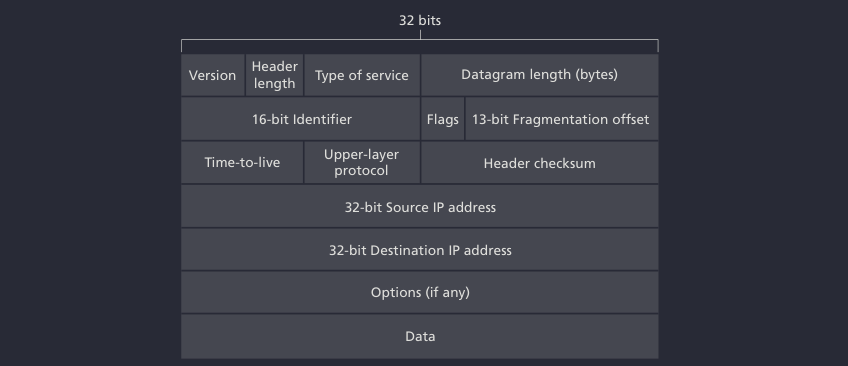 32 bits
Version
Header
length
Type of service
Datagram length (bytes)
16-bit Identifier
Flags
13-bit Fragmentation offset
Time-to-live
Upper-layer
protocol
Header checksum
32-bit Source IP address
32-bit Destination IP address
Options (if any)
Data